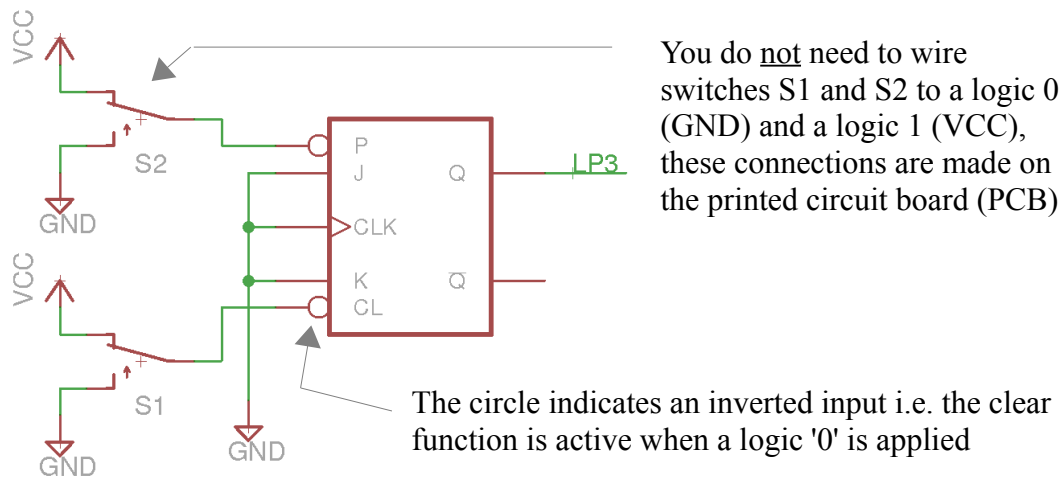 VCC
You do not need to wire
switches S1 and S2 to a logic 0
(GND) and a logic 1 (VCC),
these connections are made on
the printed circuit board (PCB)
S2
GND
P
J
Q
LP3
CLK
K
Q̅
CL
VCC
S1
GND
GND
The circle indicates an inverted input i.e. the clear
function is active when a logic '0' is applied